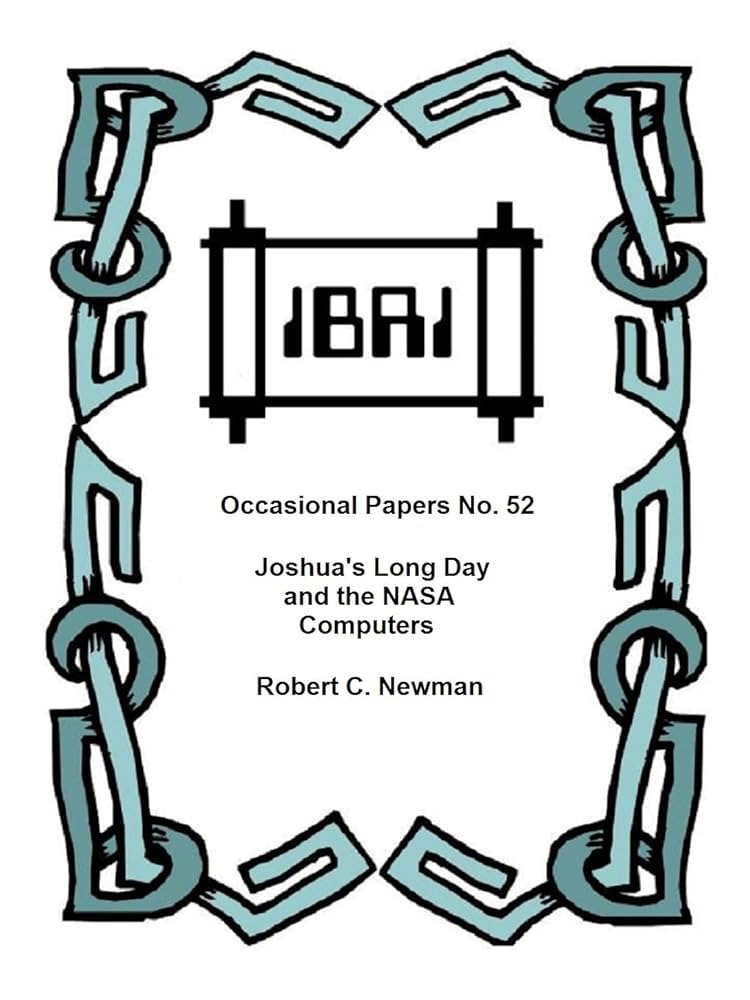 IBRI
Occasional Papers No. 52
Joshua's Long Day
and the NASA
Computers
Robert C. Newman